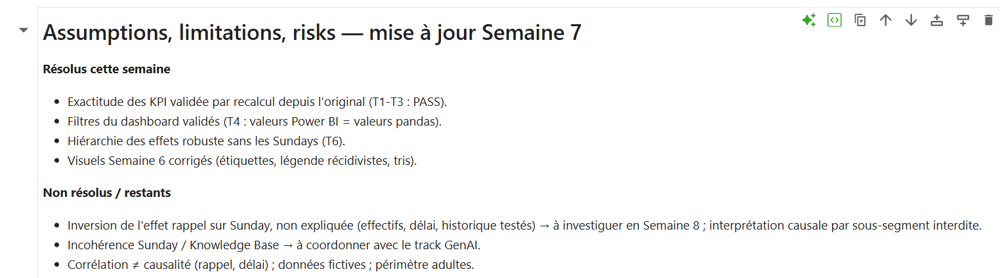 Assumptions, limitations, risks — mise à jour Semaine 7
Résolus cette semaine
• Exactitude des KPI validée par recalcul depuis l'original (T1-T3 : PASS).
• Filtres du dashboard validés (T4 : valeurs Power BI = valeurs pandas).
• Hiérarchie des effets robuste sans les Sundays (T6).
• Visuels Semaine 6 corrigés (étiquettes, légende récidivistes, tris).
Non résolus / restants
• Inversion de l'effet rappel sur Sunday, non expliquée (effectifs, délai, historique testés) → à investiguer en Semaine 8 ; interprétation causale par sous-segment interdite.
• Incohérence Sunday / Knowledge Base → à coordonner avec le track GenAI.
• Corrélation ≠ causalité (rappel, délai) ; données fictives ; périmètre adultes.